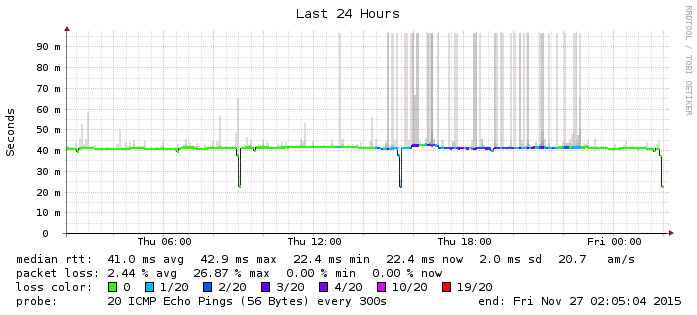 Last 24 Hours
RRDTOOL / TOBI OETIKER
Seconds
90 m
80 m
70 m
60 m
50 m
40 m
30 m
20 m
10 m
0
Thu 06:00 Thu 12:00 Thu 18:00 Fri 00:00
median rtt: 41.0 ms avg 42.9 ms max 22.4 ms min 22.4 ms now 2.0 ms sd 20.7 am/s
packet loss: 2.44 % avg 26.87 % max 0.00 % min 0.00 % now
loss color: 0 1/20 2/20 3/20 4/20 10/20 19/20
probe: 20 ICMP Echo Pings (56 Bytes) every 300s end: Fri Nov 27 02:05:04 2015